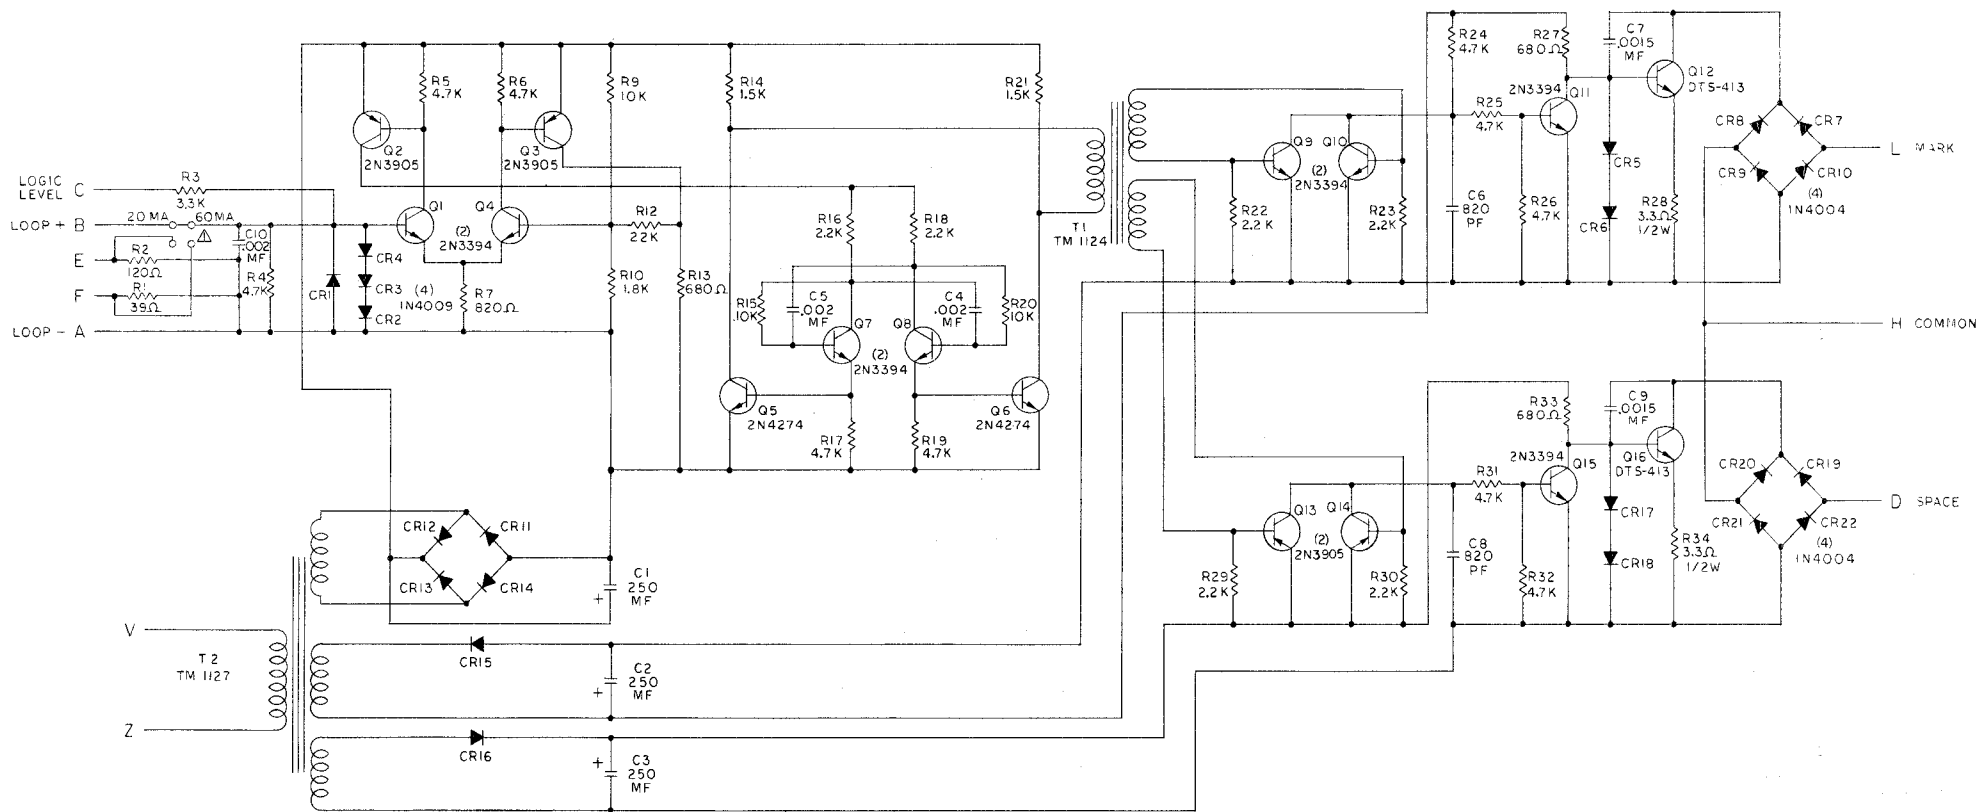 LOGIC
LEVEL C
LOOP + B
E
F
LOOP - A
R3
3.3K
20 MA
60MA
R2
120Ω
R1
39Ω
C10
.002
MF
R4
4.7K
CR1
CR4
CR3
CR2
(4)
1N4009
Q2
2N3905
R5
4.7K
R6
4.7K
Q3
2N3905
Q1
Q4
(2)
2N3394
R7
820Ω
R9
10K
R12
22K
R10
1.8K
R13
680Ω
R14
1.5K
R21
1.5K
R16
2.2K
R18
2.2K
R15
10K
C5
.002
MF
C4
.002
MF
R20
10K
Q7
Q8
(2)
2N3394
Q5
2N4274
Q6
2N4274
R17
4.7K
R19
4.7K
T1
TM 1124
Q9
Q10
(2)
2N3394
R22
2.2K
R23
2.2K
R24
4.7K
R25
4.7K
C6
820
PF
R26
4.7K
R27
680Ω
2N3394
Q11
C7
.0015
MF
Q12
DTS-413
CR5
CR6
R28
3.3Ω
1/2W
CR8
CR7
CR9
CR10
(4)
1N4004
L MARK
H COMMON
D SPACE
Q13
Q14
(2)
2N3905
R29
2.2K
R30
2.2K
R31
4.7K
C8
820
PF
R32
4.7K
R33
680Ω
2N3394
Q15
C9
.0015
MF
Q16
DTS-413
CR17
CR18
R34
3.3Ω
1/2W
CR20
CR19
CR21
CR22
(4)
1N4004
CR12
CR11
CR13
CR14
C1
250
MF
+
V
Z
T2
TM 1127
CR15
C2
250
MF
+
CR16
C3
250
MF
+